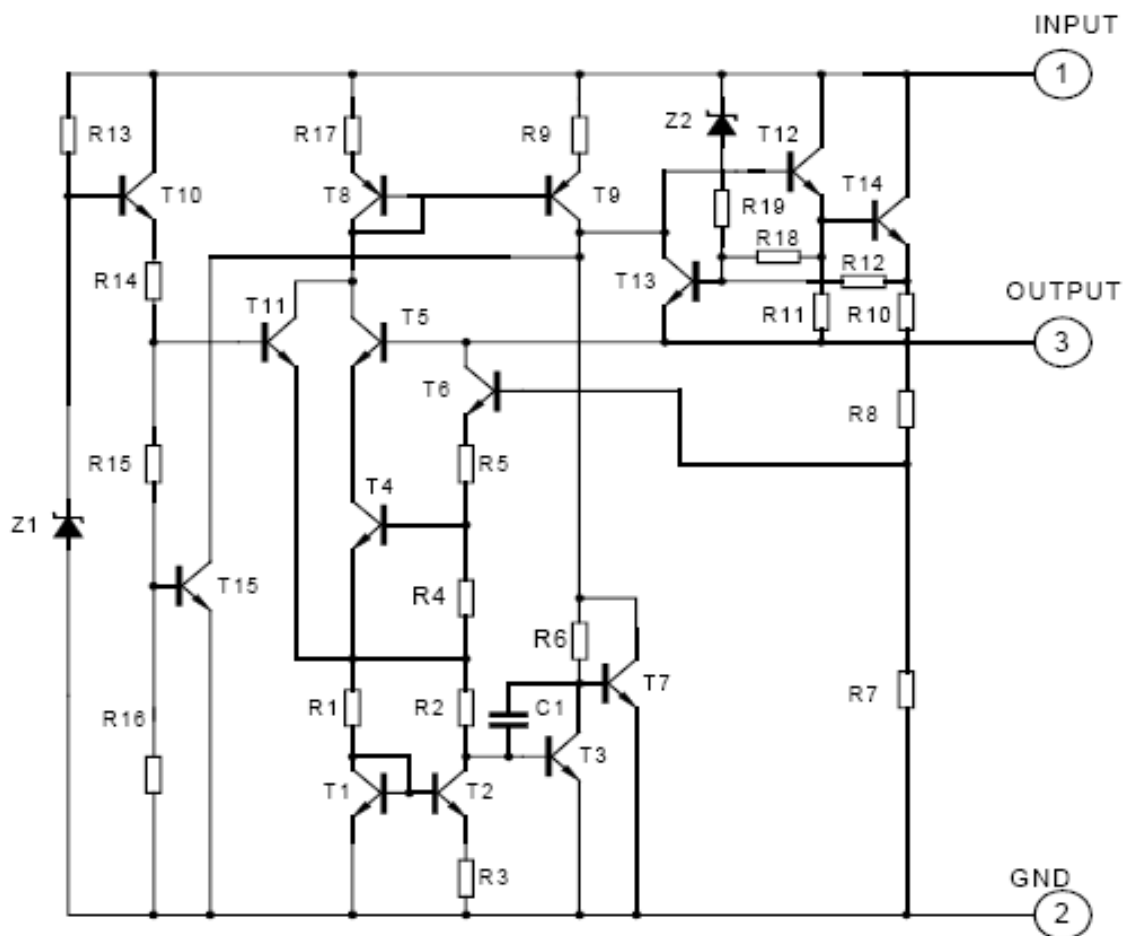 INPUT
1
R13
R17
R9
Z2
T12
T10
T8
T9
T14
R19
R18
R12
R14
T13
T11
T5
R11
R10
OUTPUT
3
T6
R8
R15
R5
T4
Z1
T15
R4
R6
T7
R16
R1
R2
C1
R7
T3
T1
T2
R3
GND
2